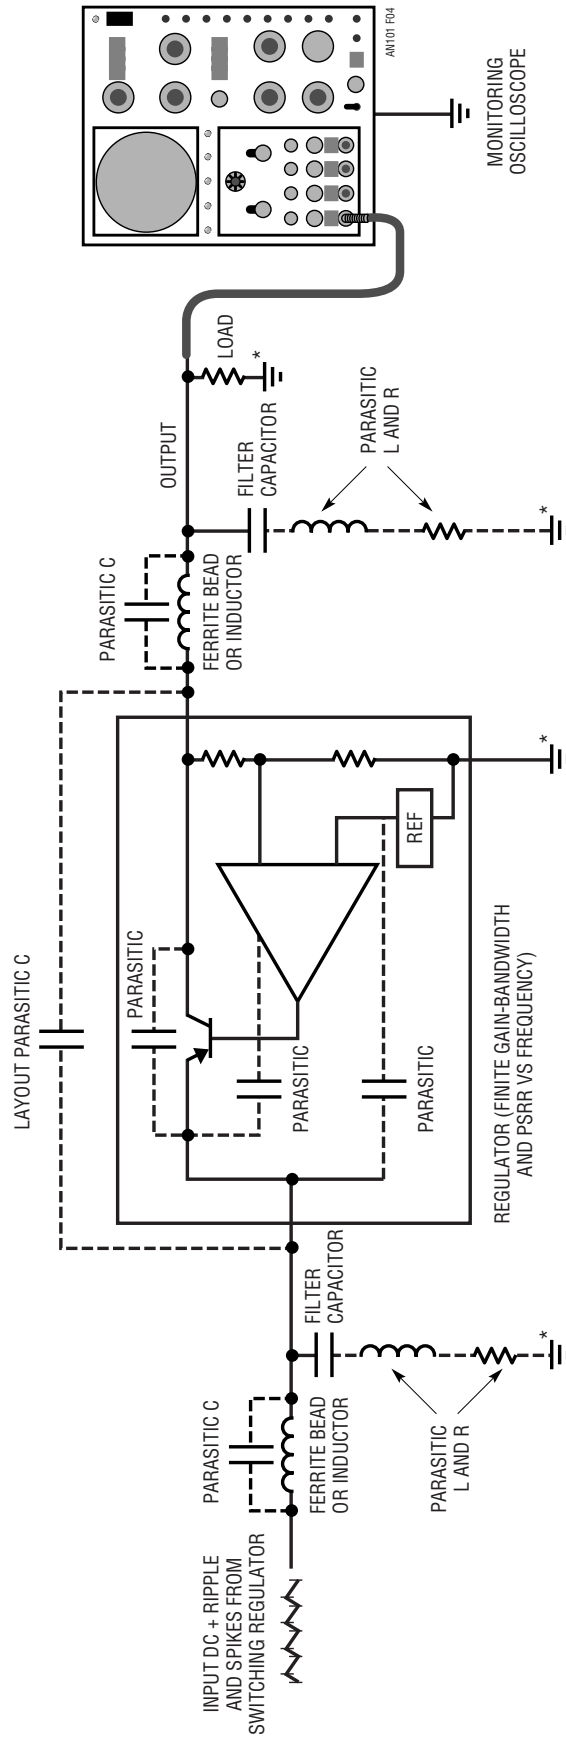 INPUT DC + RIPPLE
AND SPIKES FROM
SWITCHING REGULATOR
PARASITIC C
FERRITE BEAD
OR INDUCTOR
FILTER
CAPACITOR
PARASITIC
L AND R
*
LAYOUT PARASITIC C
PARASITIC
PARASITIC
PARASITIC
REF
*
REGULATOR (FINITE GAIN-BANDWIDTH
AND PSRR VS FREQUENCY)
PARASITIC C
FERRITE BEAD
OR INDUCTOR
OUTPUT
FILTER
CAPACITOR
PARASITIC
L AND R
*
LOAD
*
MONITORING
OSCILLOSCOPE
AN101 F04